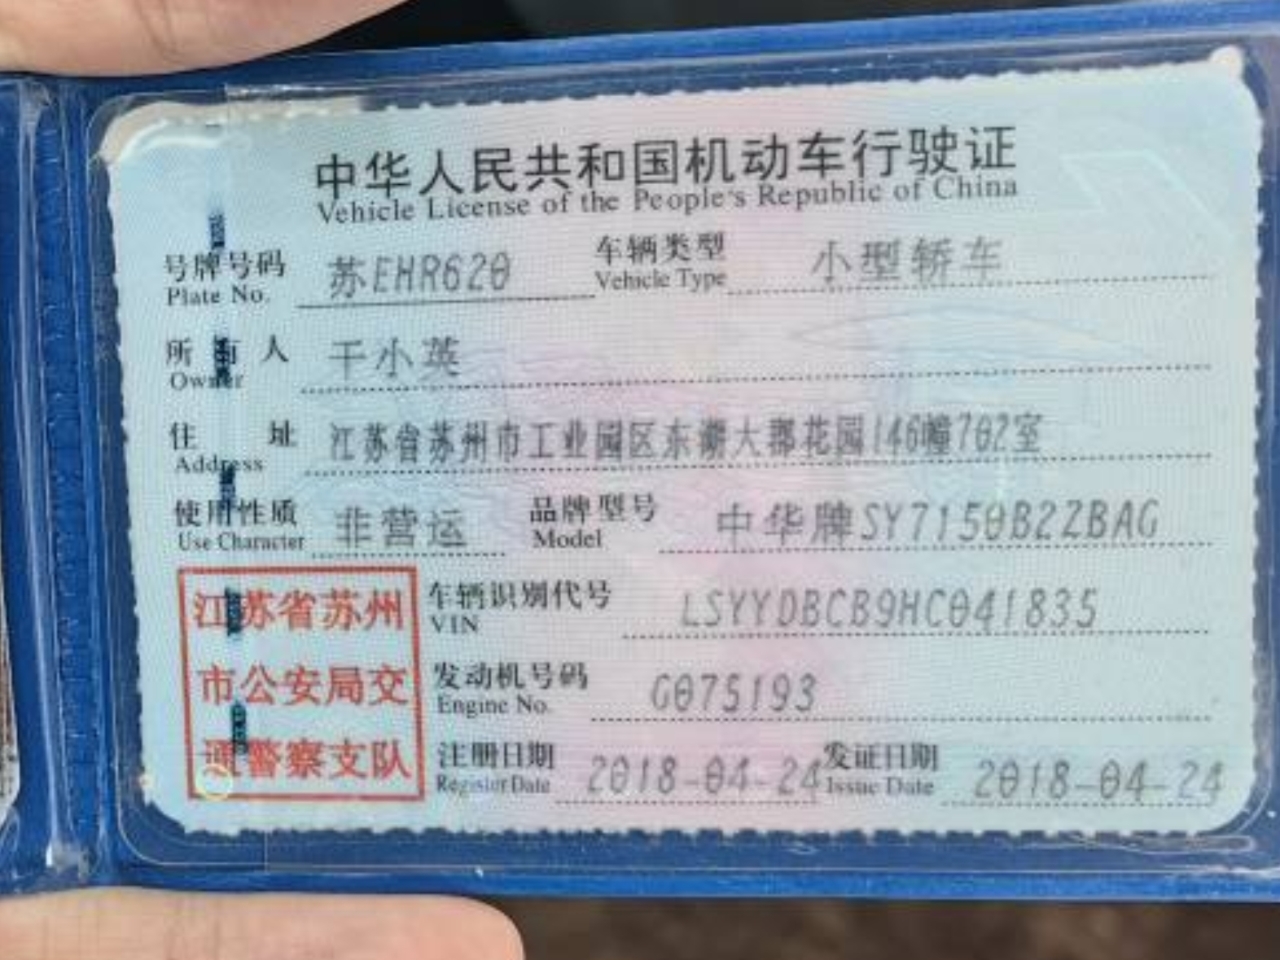 中华人民共和国机动车行驶证
Vehicle License of the People's Republic of China
号牌号码 苏EHR620 车辆类型 小型轿车
Plate No. Vehicle Type
所有人 干小英
Owner
住址 江苏省苏州市工业园区东湖大郡花园146幢702室
Address
使用性质 非营运 品牌型号 中华牌SY7150B22BAG
Use Character Model
江苏省苏州
市公安局交
通警察支队
车辆识别代号 LSYYDBCB9HC041835
VIN
发动机号码 G075193
Engine No.
注册日期 2018-04-24 发证日期 2018-04-24
Register Date Issue Date